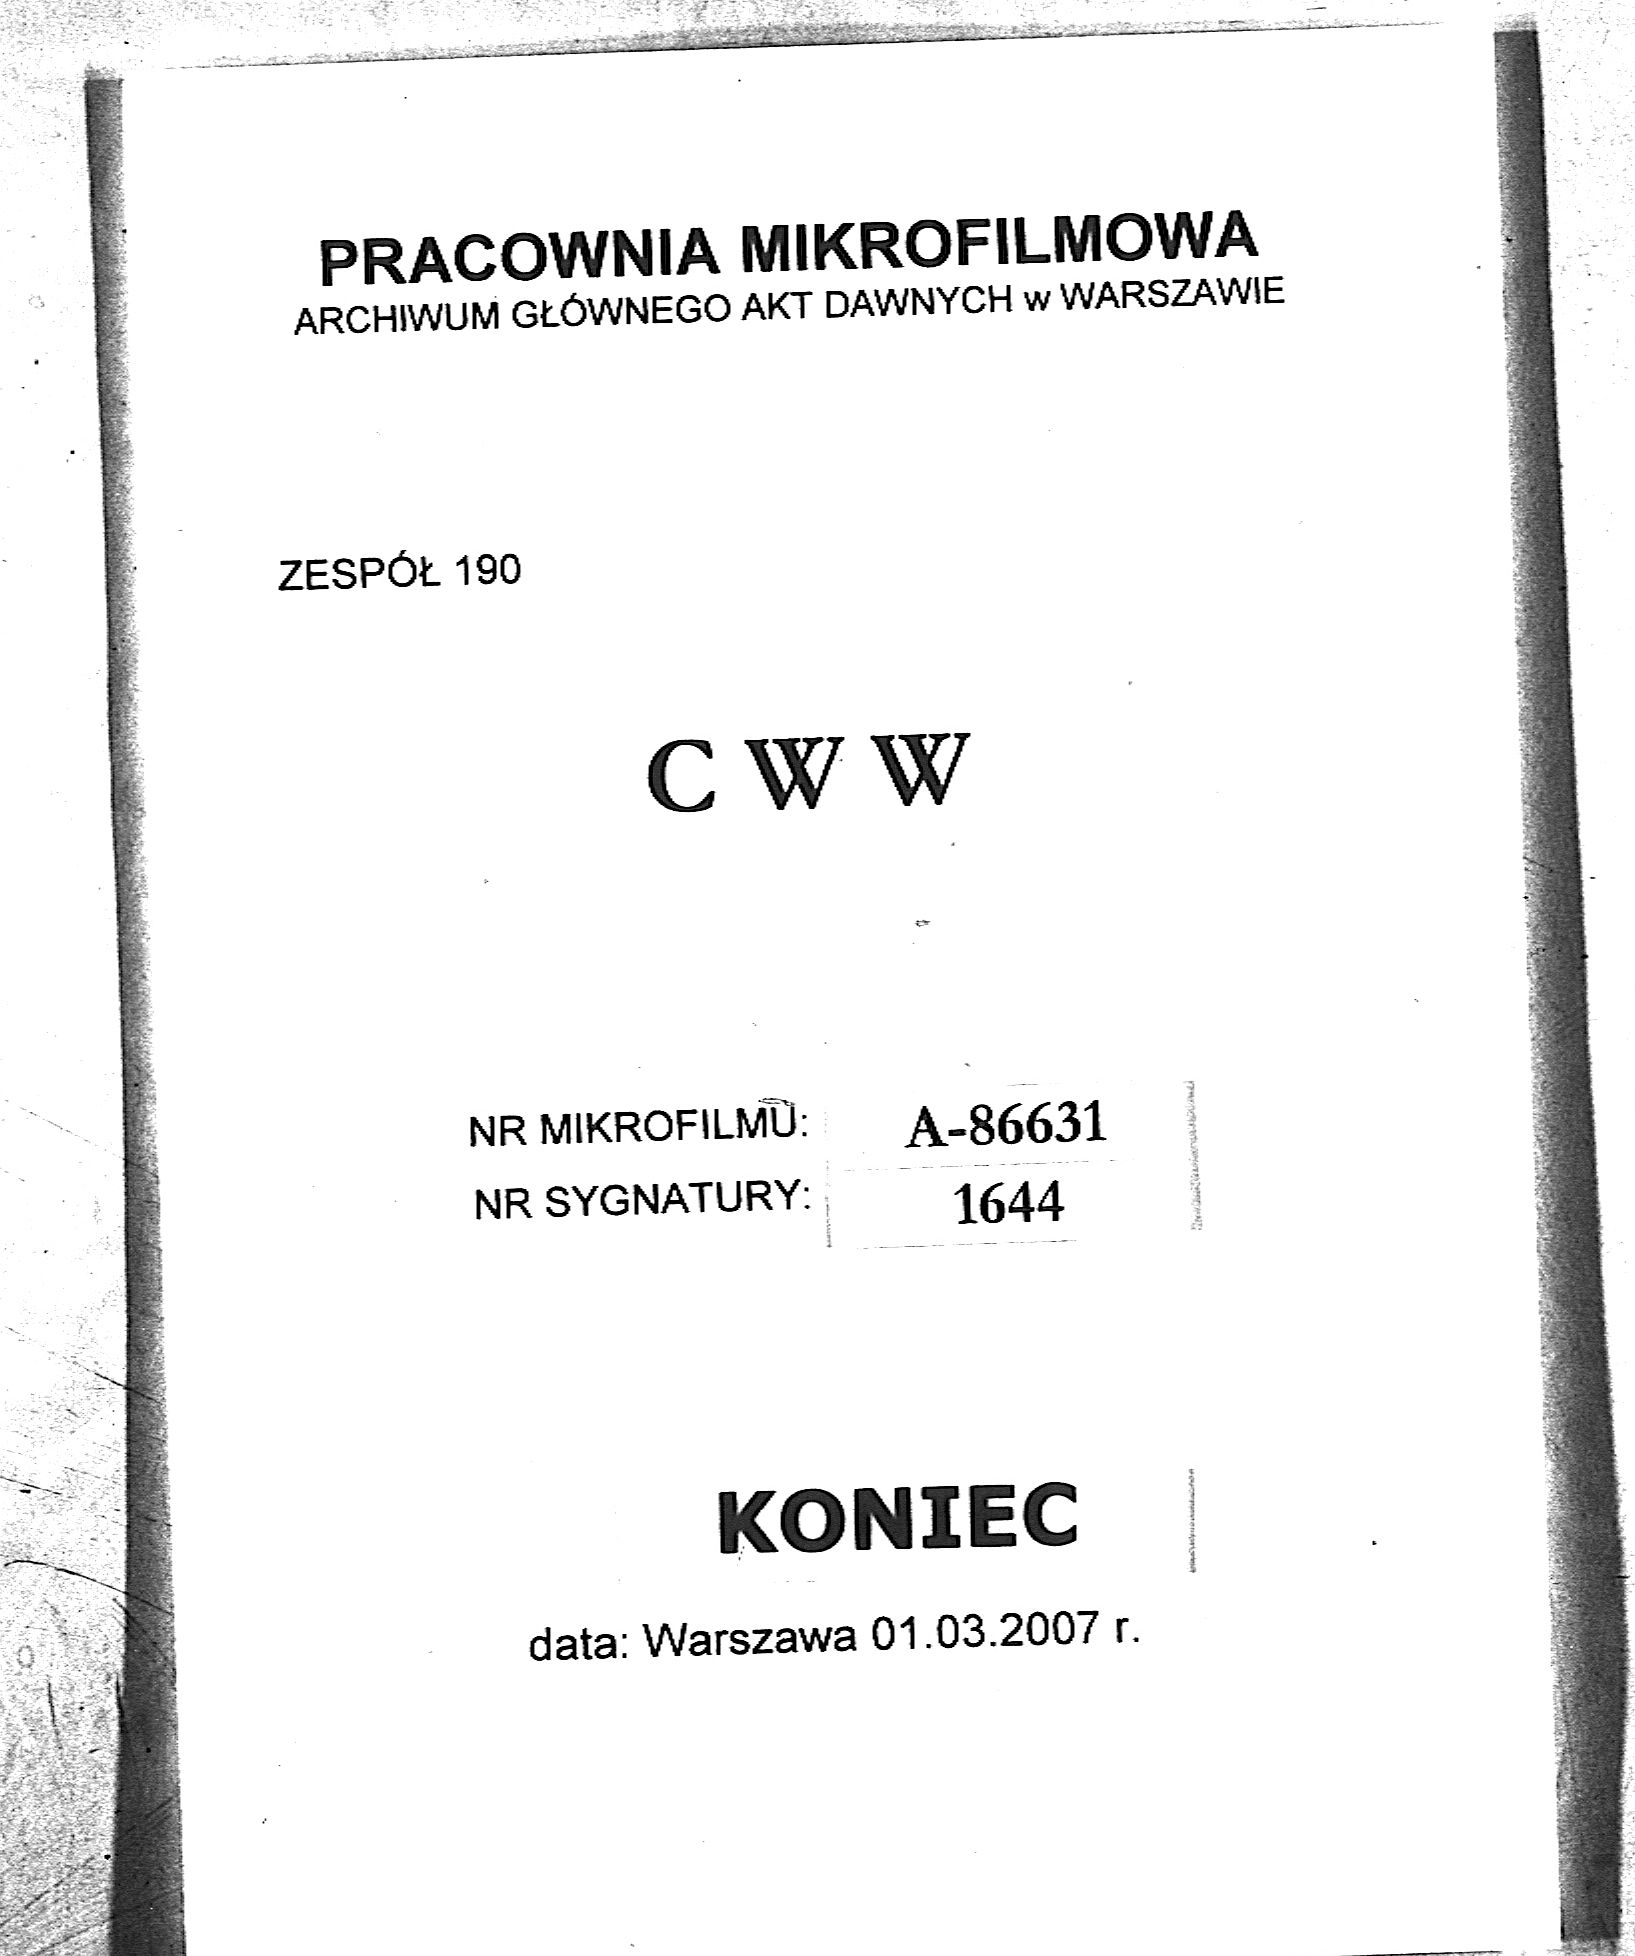 PRACOWNIA MIKROFILMOWA
ARCHIWUM GŁÓWNEGO AKT DAWNYCH w WARSZAWIE
ZESPÓŁ 190
C W W
NR MIKROFILMU: A-86631
NR SYGNATURY: 1644
KONIEC
data: Warszawa 01.03.2007 r.